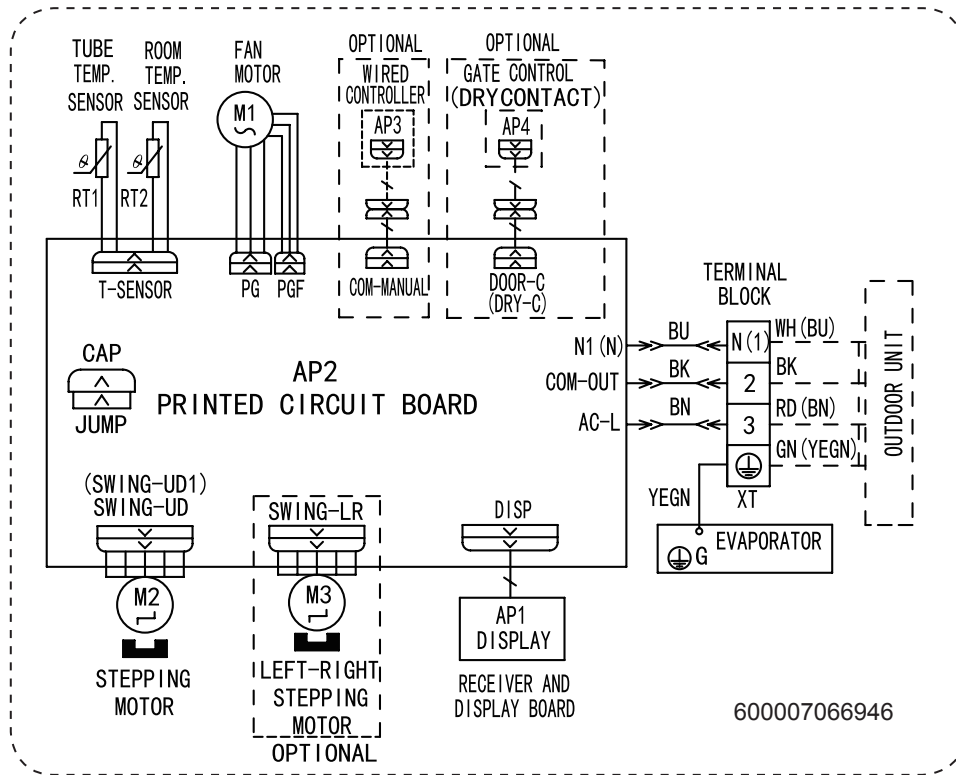 TUBE
TEMP.
SENSOR
ROOM
TEMP.
SENSOR
FAN
MOTOR
OPTIONAL
WIRED
CONTROLLER
OPTIONAL
GATE CONTROL
(DRYCONTACT)
M1
AP3
AP4
RT1
RT2
T-SENSOR
PG
PGF
COM-MANUAL
DOOR-C
(DRY-C)
TERMINAL
BLOCK
N1(N)
BU
N(1)
WH(BU)
COM-OUT
BK
2
BK
AC-L
BN
3
RD(BN)
GN(YEGN)
XT
YEGN
OUTDOOR UNIT
EVAPORATOR
G
CAP
JUMP
AP2
PRINTED CIRCUIT BOARD
(SWING-UD1)
SWING-UD
SWING-LR
DISP
M2
M3
AP1
DISPLAY
STEPPING
MOTOR
LEFT-RIGHT
STEPPING
MOTOR
OPTIONAL
RECEIVER AND
DISPLAY BOARD
600007066946